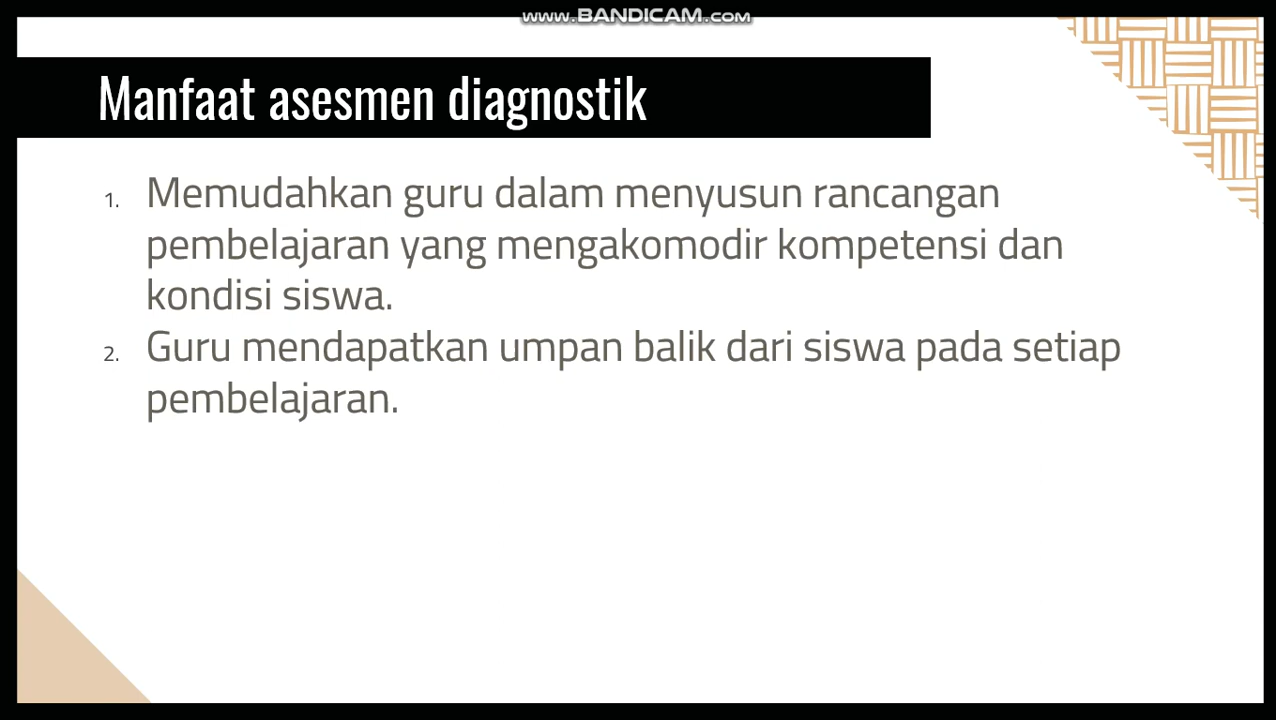 WWW.BANDICAM.COM
Manfaat asesmen diagnostik
1. Memudahkan guru dalam menyusun rancangan
pembelajaran yang mengakomodir kompetensi dan
kondisi siswa.
2. Guru mendapatkan umpan balik dari siswa pada setiap
pembelajaran.